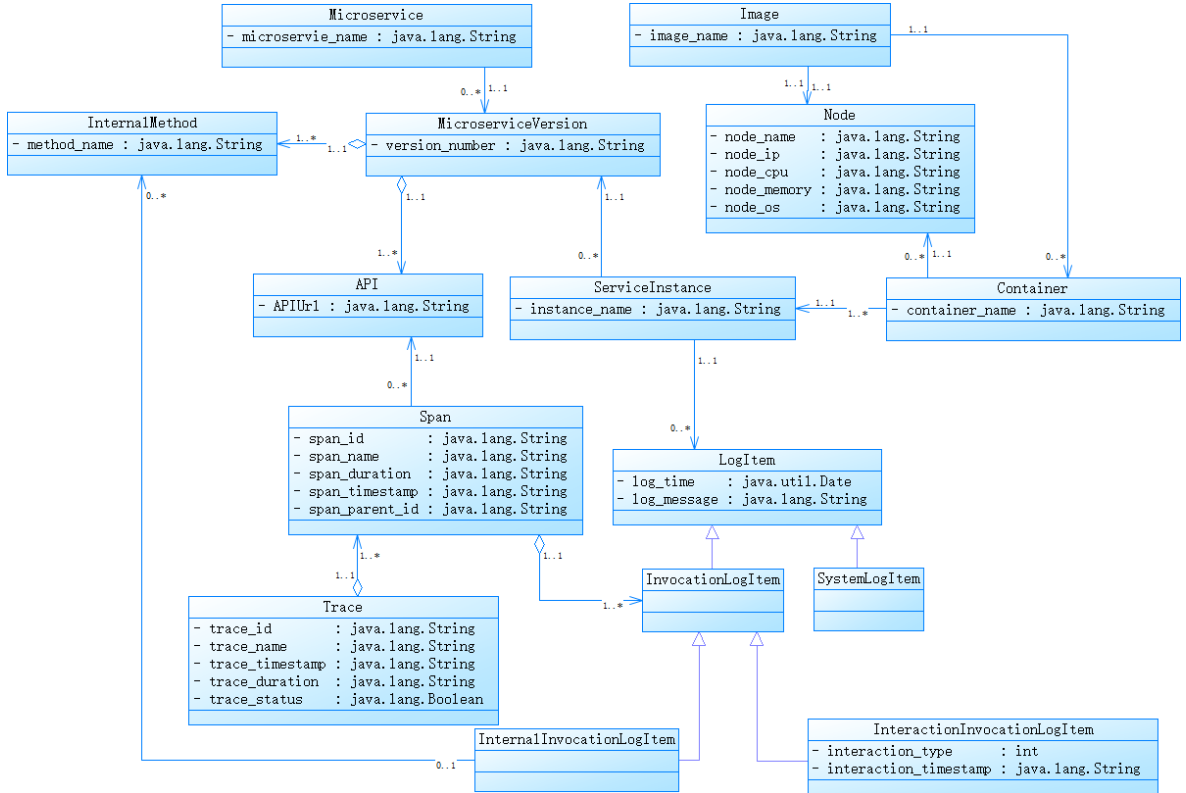 Microservice
- microservie_name : java.lang.String
Image
- image_name : java.lang.String
1..1
0..*
1..1
1..1
1..1
InternalMethod
- method_name : java.lang.String
1..*
1..1
MicroserviceVersion
- version_number : java.lang.String
Node
- node_name : java.lang.String
- node_ip : java.lang.String
- node_cpu : java.lang.String
- node_memory : java.lang.String
- node_os : java.lang.String
0..*
1..1
1..1
1..*
0..*
0..*
1..1
0..*
API
- APIUrl : java.lang.String
ServiceInstance
- instance_name : java.lang.String
1..1
1..*
Container
- container_name : java.lang.String
1..1
0..*
1..1
0..*
Span
- span_id : java.lang.String
- span_name : java.lang.String
- span_duration : java.lang.String
- span_timestamp : java.lang.String
- span_parent_id : java.lang.String
LogItem
- log_time : java.util.Date
- log_message : java.lang.String
1..*
1..1
1..1
1..*
InvocationLogItem
SystemLogItem
Trace
- trace_id : java.lang.String
- trace_name : java.lang.String
- trace_timestamp : java.lang.String
- trace_duration : java.lang.String
- trace_status : java.lang.Boolean
0..1
InternalInvocationLogItem
InteractionInvocationLogItem
- interaction_type : int
- interaction_timestamp : java.lang.String